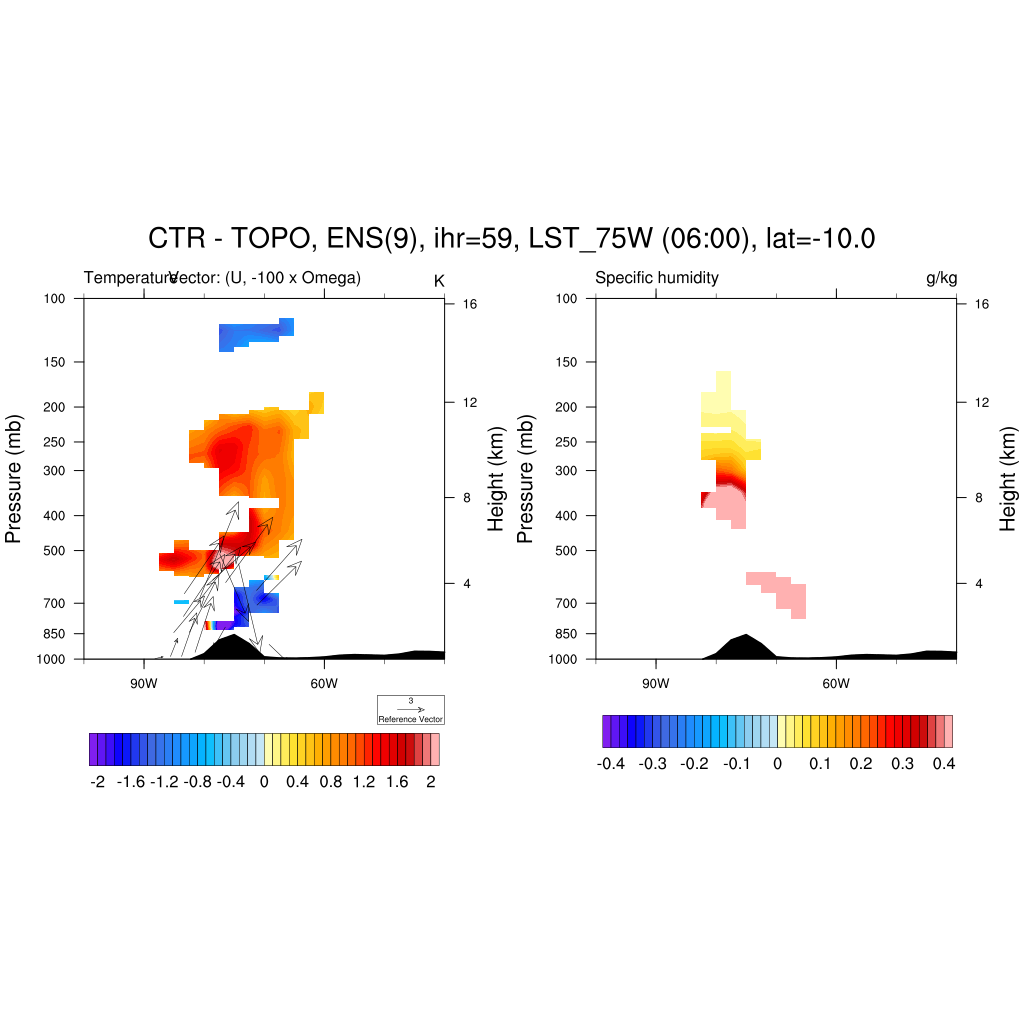 CTR - TOPO, ENS(9), ihr=59, LST_75W (06:00), lat=-10.0
Temperature Vector: (U, -100 x Omega) K
Specific humidity g/kg
100
150
200
250
300
400
500
700
850
1000
Pressure (mb)
16
12
8
4
Height (km)
90W 60W
3
Reference Vector
-2 -1.6 -1.2 -0.8 -0.4 0 0.4 0.8 1.2 1.6 2
100
150
200
250
300
400
500
700
850
1000
Pressure (mb)
16
12
8
4
Height (km)
90W 60W
-0.4 -0.3 -0.2 -0.1 0 0.1 0.2 0.3 0.4